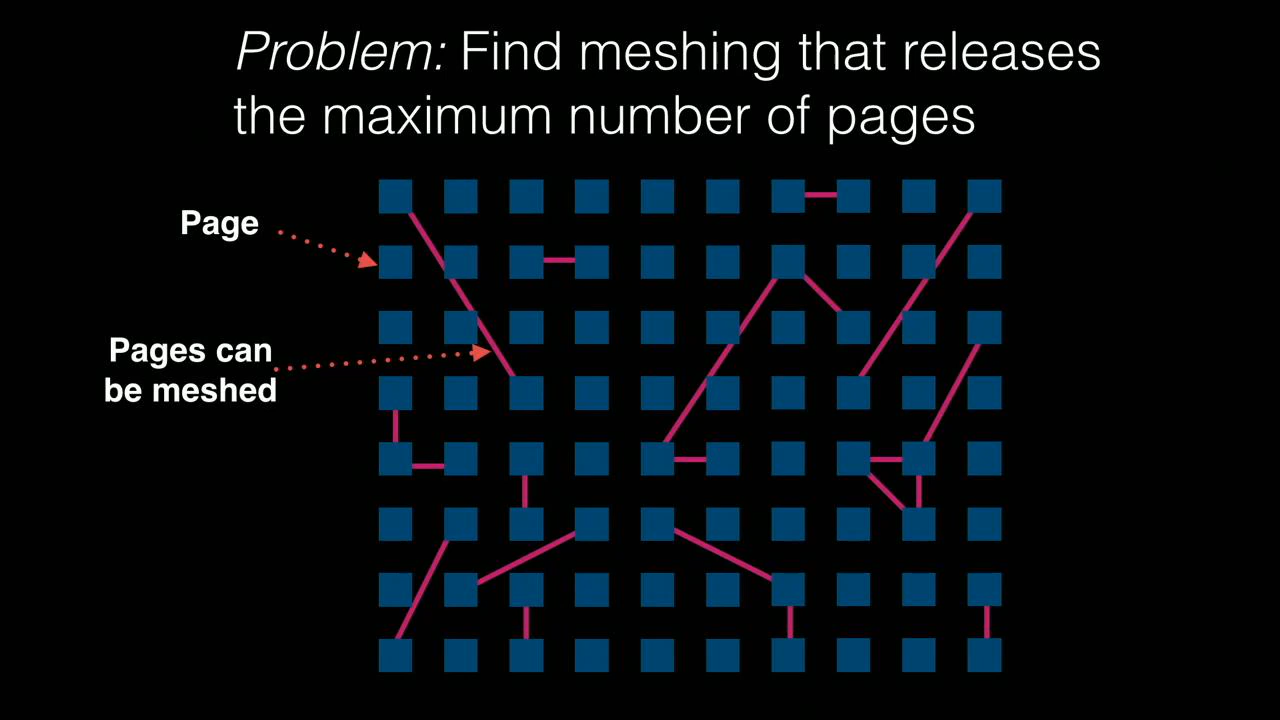 Problem: Find meshing that releases
the maximum number of pages
Page
Pages can
be meshed